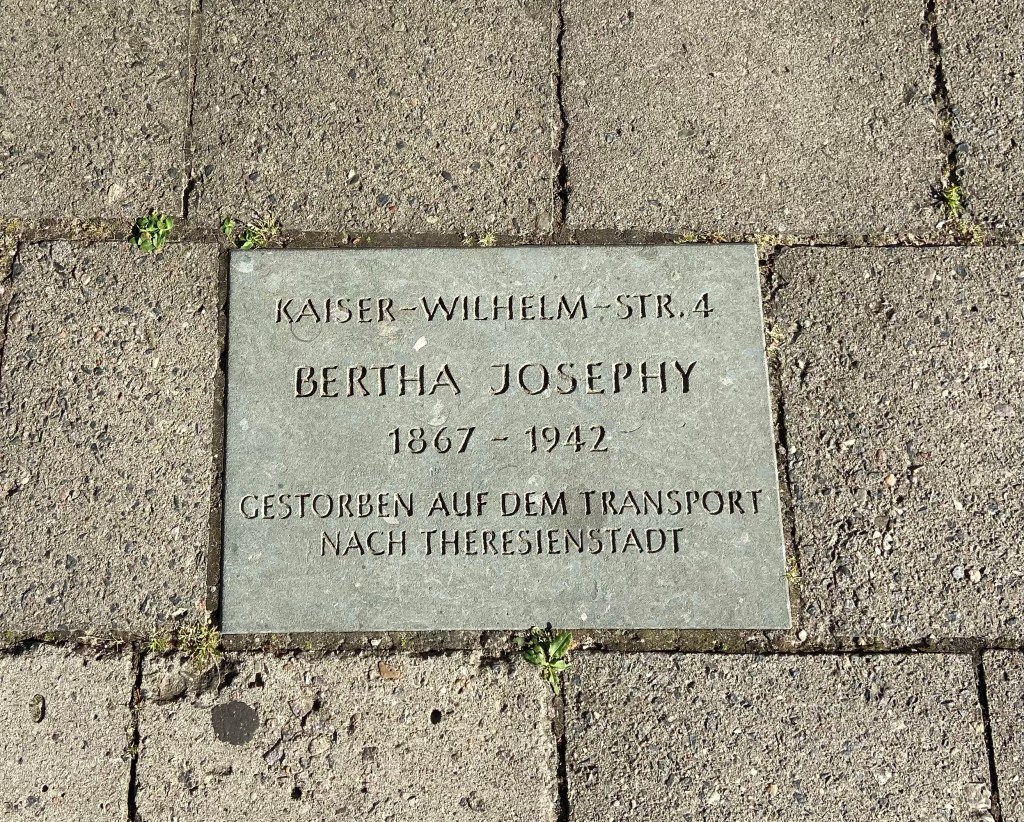 KAISER-WILHELM-STR. 4
BERTHA JOSEPHY
1867 - 1942
GESTORBEN AUF DEM TRANSPORT
NACH THERESIENSTADT